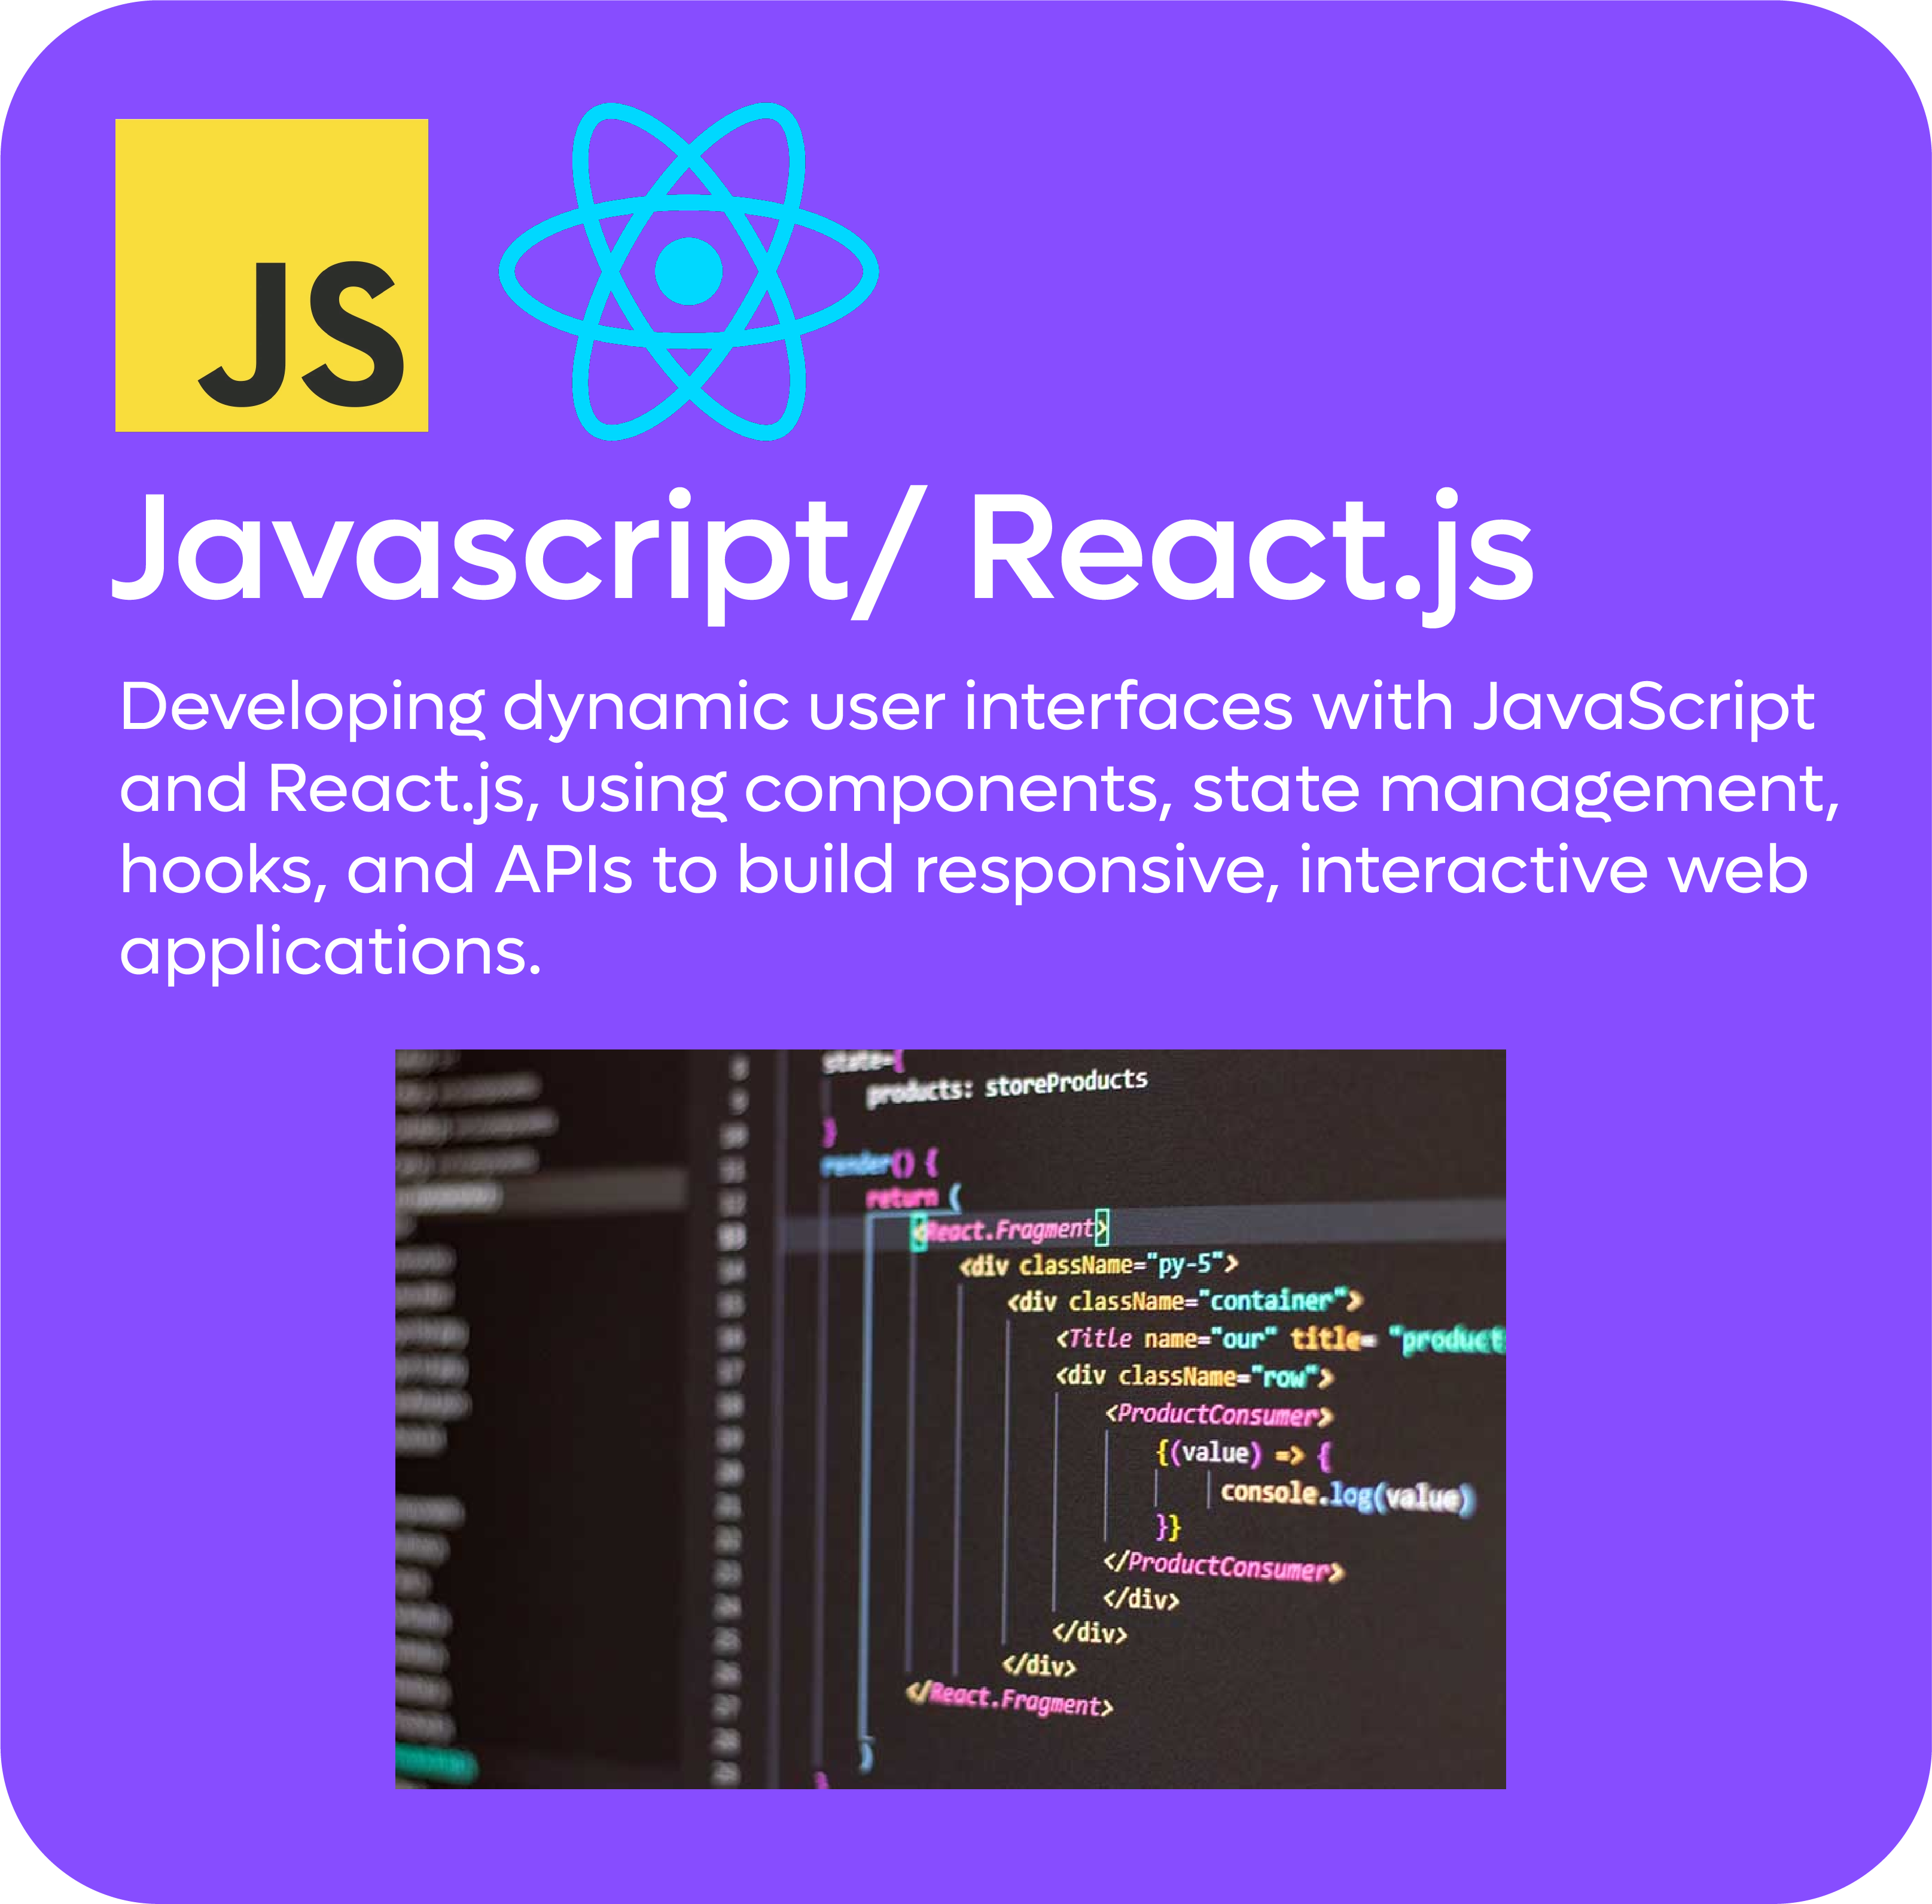 JS
Javascript/ React.js
Developing dynamic user interfaces with JavaScript
and React.js, using components, state management,
hooks, and APIs to build responsive, interactive web
applications.
state={
products: storeProducts
}
render() {
return (
<React.Fragment>
<div className="py-5">
<div className="container">
<Title name="our" title= "product
<div className="row">
<ProductConsumer>
{(value) => {
console.log(value)
}}
</ProductConsumer>
</div>
</div>
</div>
</React.Fragment>
)
}